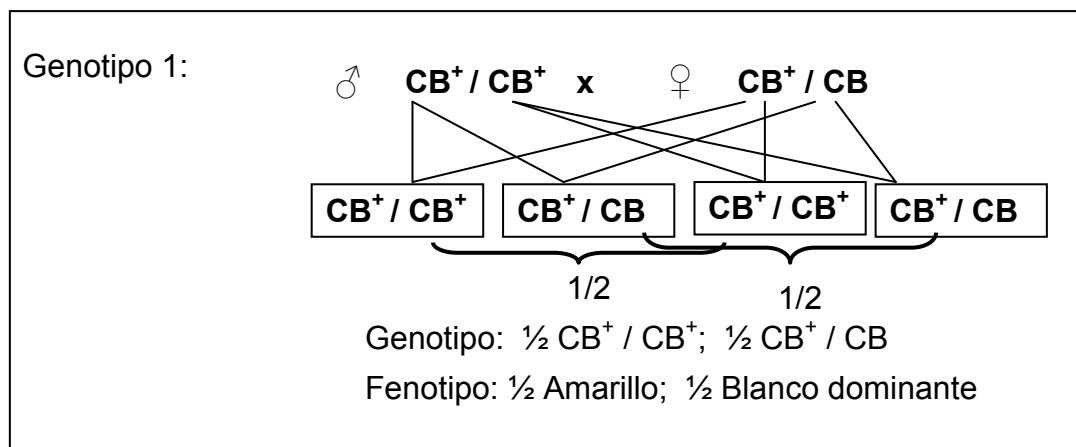 Genotipo 1:
♂ CB⁺ / CB⁺ x ♀ CB⁺ / CB
CB⁺ / CB⁺ CB⁺ / CB CB⁺ / CB⁺ CB⁺ / CB
1/2 1/2
Genotipo: ½ CB⁺ / CB⁺; ½ CB⁺ / CB
Fenotipo: ½ Amarillo; ½ Blanco dominante